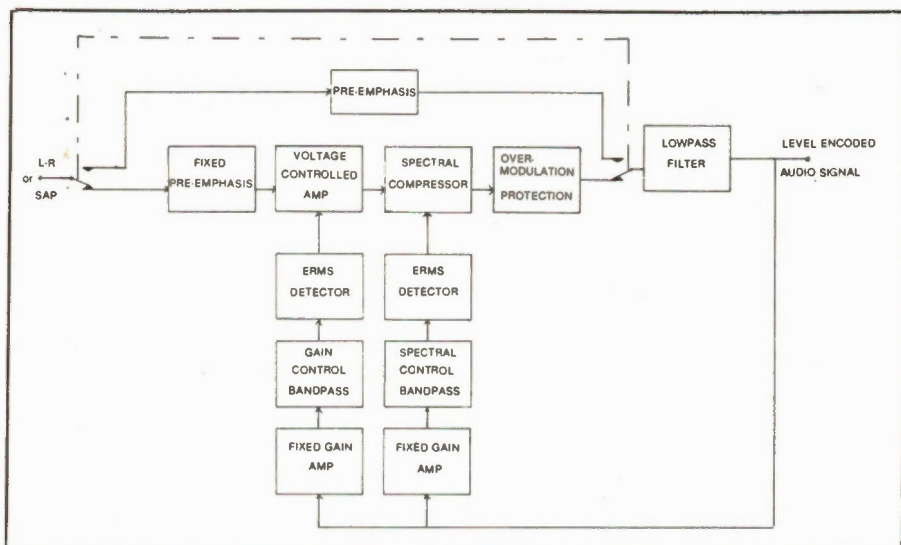 PRE-EMPHASIS
L-R
or
SAP
FIXED
PRE-EMPHASIS
VOLTAGE
CONTROLLED
AMP
SPECTRAL
COMPRESSOR
OVER-
MODULATION
PROTECTION
LOWPASS
FILTER
LEVEL ENCODED
AUDIO SIGNAL
ERMS
DETECTOR
ERMS
DETECTOR
GAIN
CONTROL
BANDPASS
SPECTRAL
CONTROL
BANDPASS
FIXED GAIN
AMP
FIXED GAIN
AMP